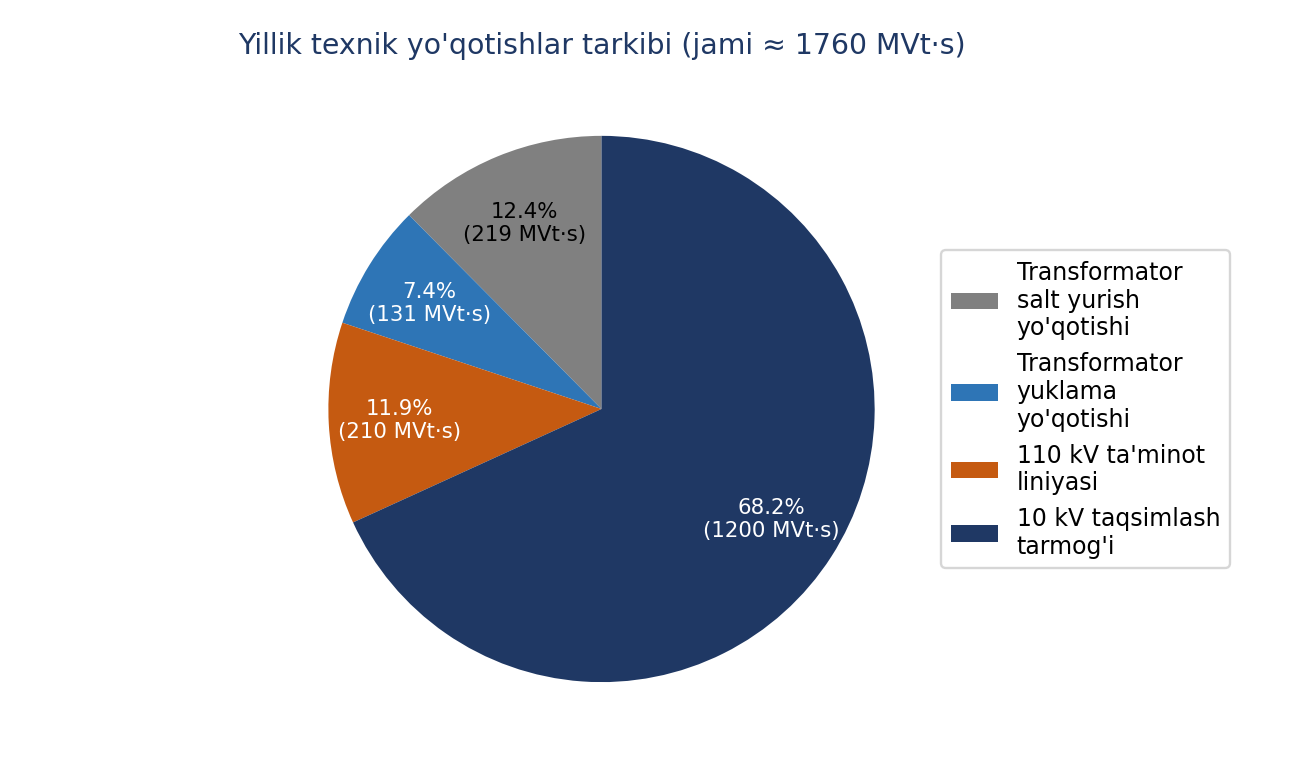 Yillik texnik yo'qotishlar tarkibi (jami ≈ 1760 MVt·s)
12.4%
(219 MVt·s)
7.4%
(131 MVt·s)
11.9%
(210 MVt·s)
68.2%
(1200 MVt·s)
Transformator
salt yurish
yo'qotishi
Transformator
yuklama
yo'qotishi
110 kV ta'minot
liniyasi
10 kV taqsimlash
tarmog'i